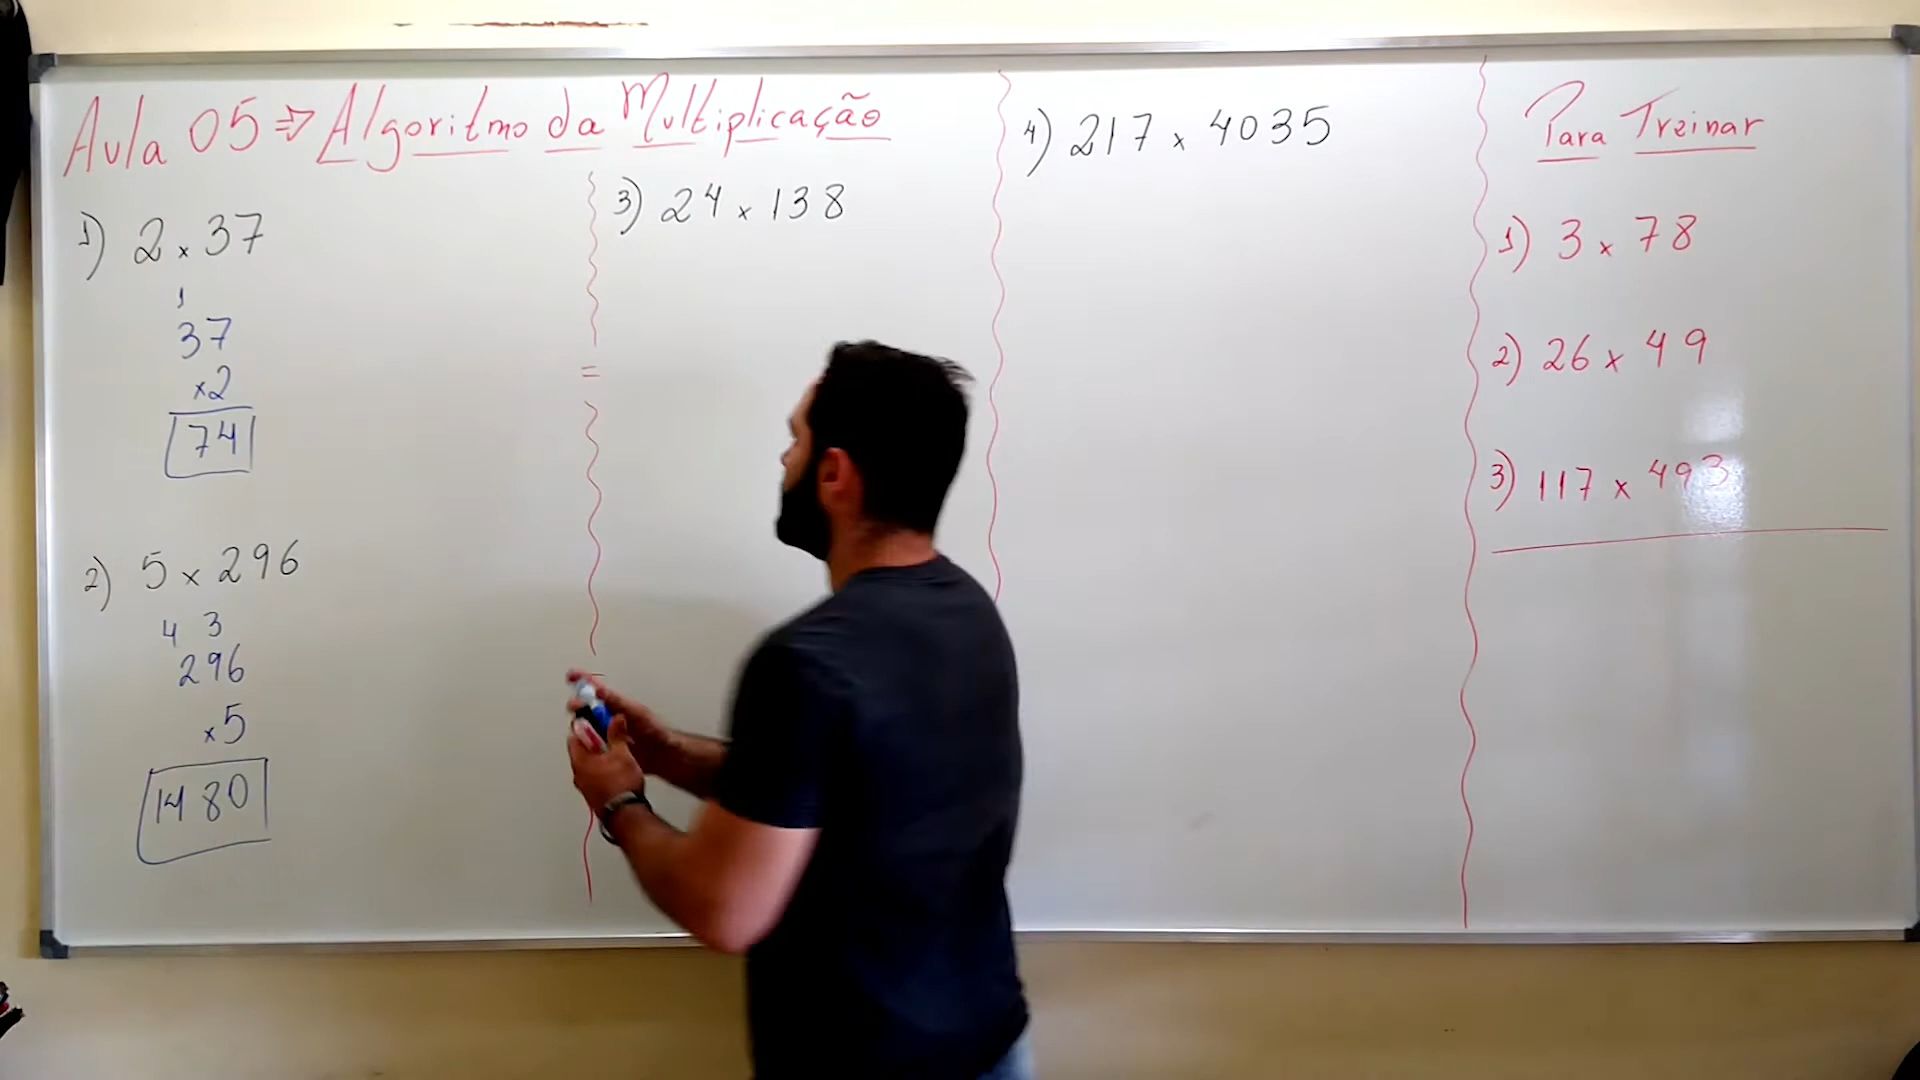 Aula 05 ⇒ Algoritmo da Multiplicação
1) 2 x 37
1
37
x2
74
2) 5 x 296
4 3
296
x5
1480
3) 24 x 138
4) 217 x 4035
Para Treinar
1) 3 x 78
2) 26 x 49
3) 117 x 493